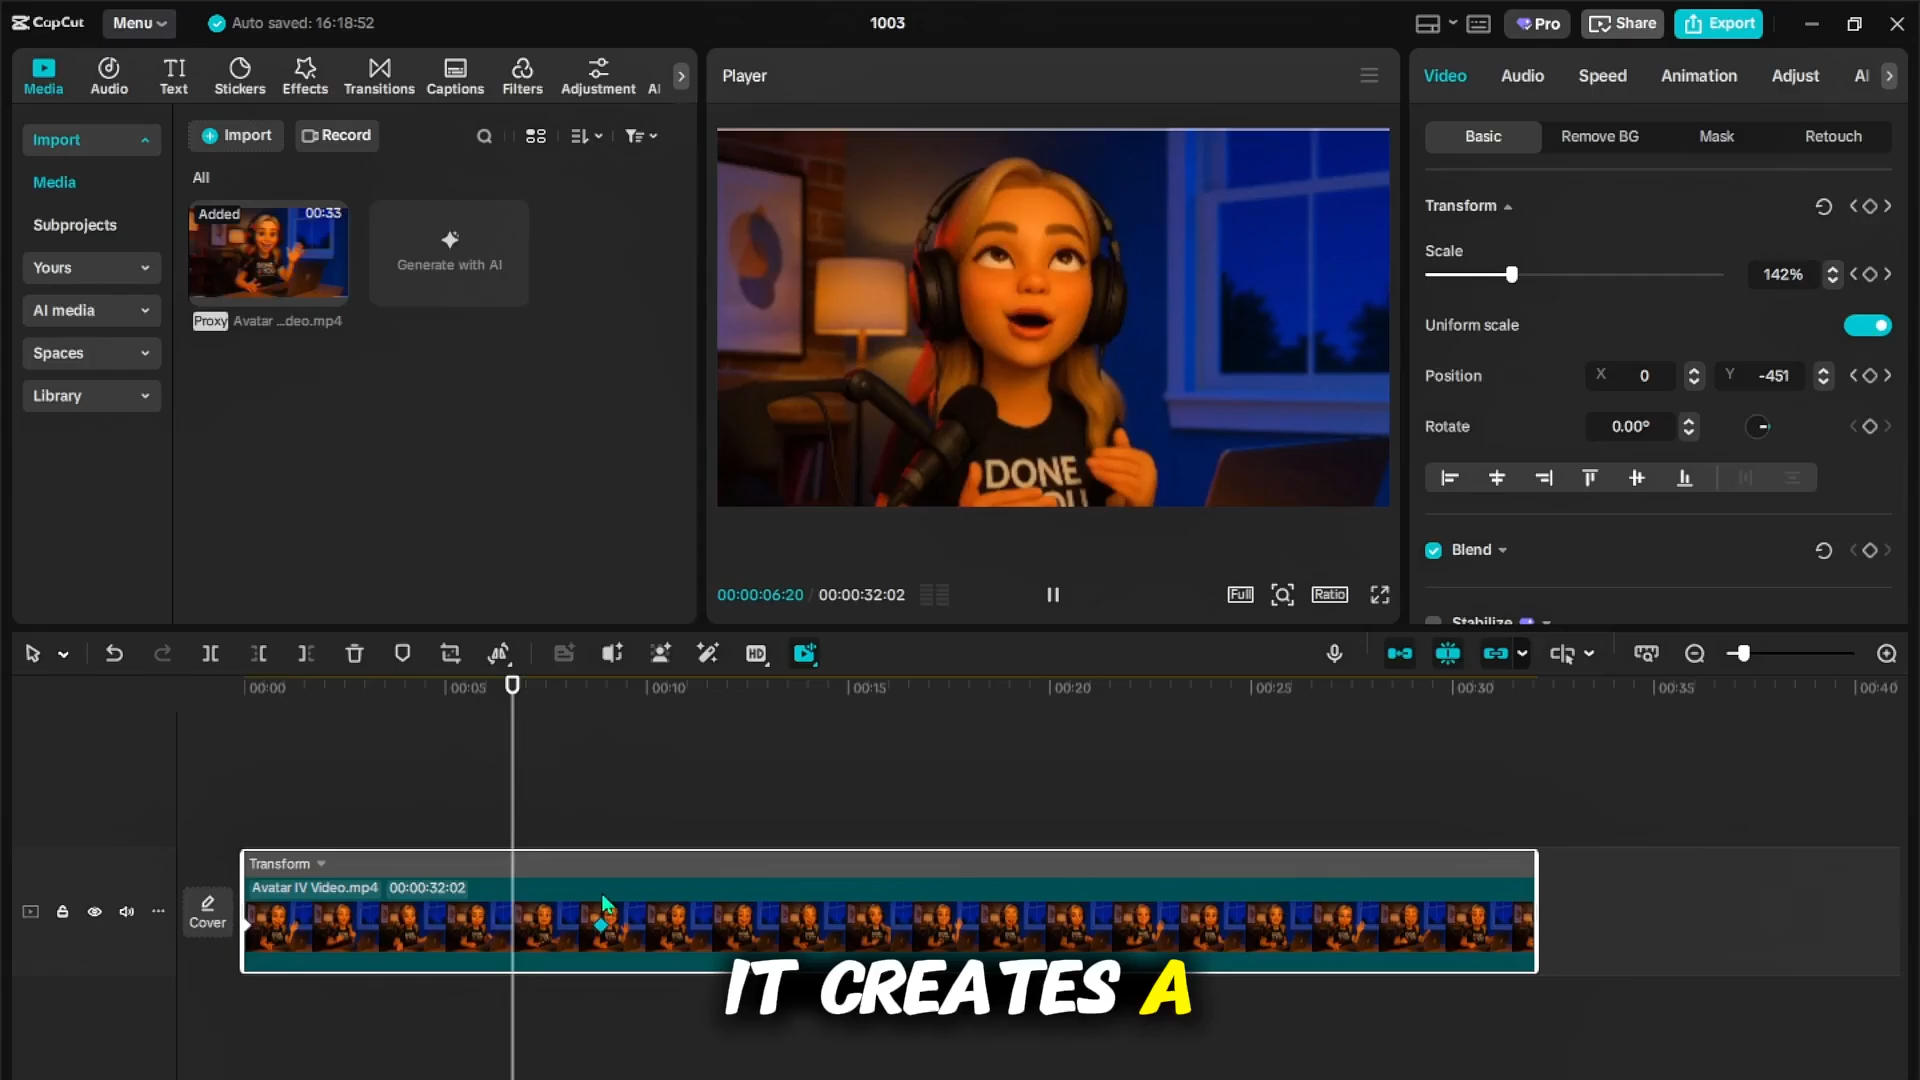 CapCut
Menu
Auto saved: 16:18:52
1003
Pro
Share
Export
Media
Audio
Text
Stickers
Effects
Transitions
Captions
Filters
Adjustment
AI
Player
Video
Audio
Speed
Animation
Adjust
AI
Import
Media
Subprojects
Yours
AI media
Spaces
Library
Import
Record
All
Added
00:33
Proxy
Avatar ...deo.mp4
Generate with AI
DONE
YOU
00:00:06:20 / 00:00:32:02
Full
Ratio
Basic
Remove BG
Mask
Retouch
Transform
Scale
142%
Uniform scale
Position
X 0
Y -451
Rotate
0.00°
Blend
Stabilize
HD
00:00
00:05
00:10
00:15
00:20
00:25
00:30
00:35
00:40
Transform
Avatar IV Video.mp4 00:00:32:02
Cover
IT CREATES A